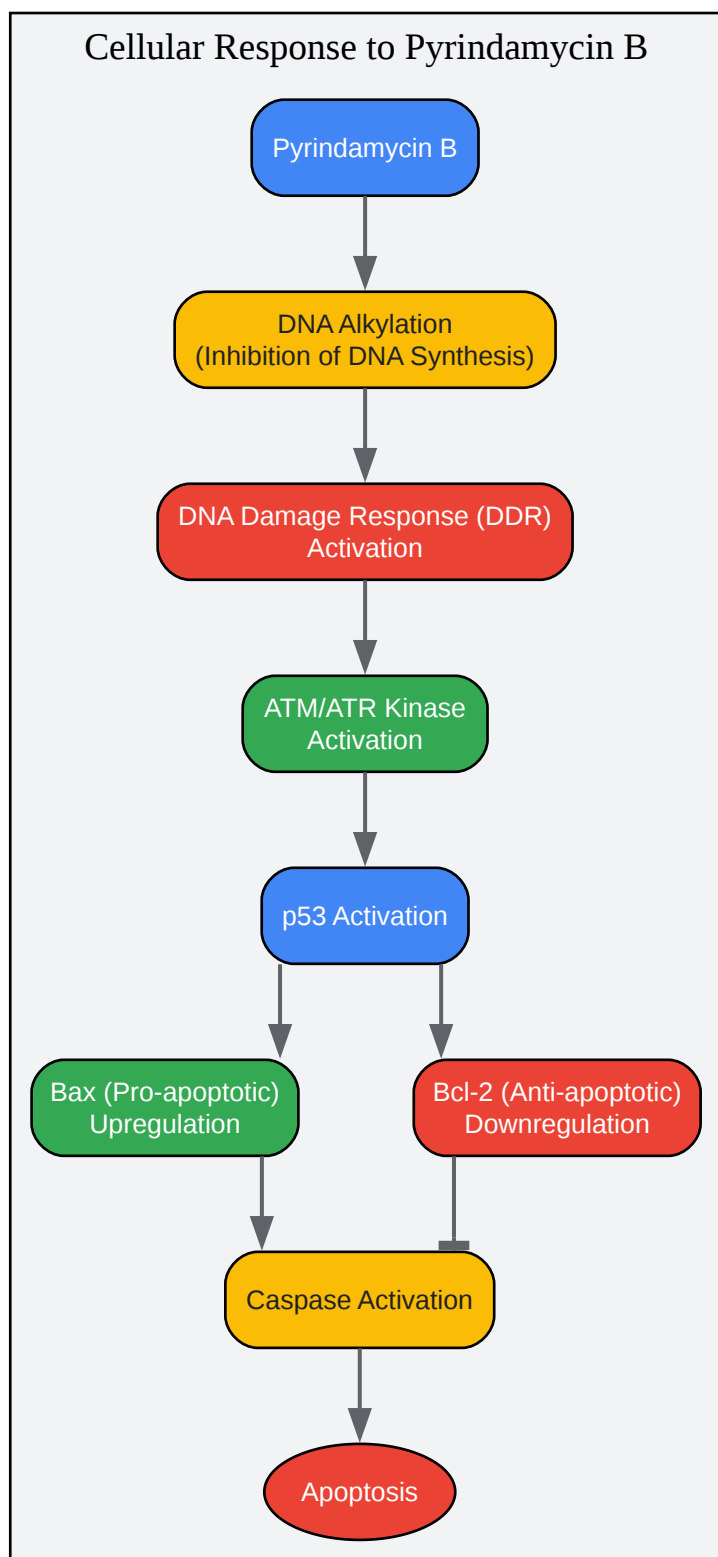 Cellular Response to Pyrindamycin B
Pyrindamycin B
DNA Alkylation
(Inhibition of DNA Synthesis)
DNA Damage Response (DDR)
Activation
ATM/ATR Kinase
Activation
p53 Activation
Bax (Pro-apoptotic)
Upregulation
Bcl-2 (Anti-apoptotic)
Downregulation
Caspase Activation
Apoptosis